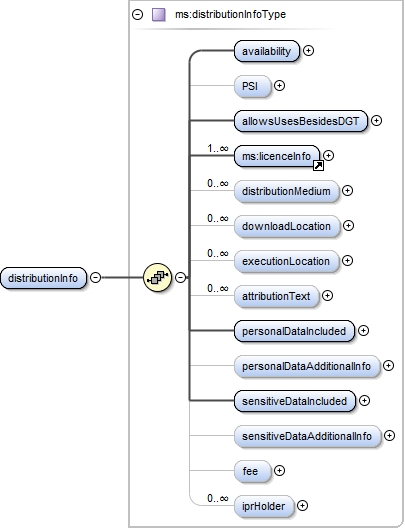 ms:distributionInfoType
availability
PSI
allowsUsesBesidesDGT
1..∞
ms:licenceInfo
0..∞
distributionMedium
0..∞
downloadLocation
0..∞
executionLocation
0..∞
attributionText
distributionInfo
personalDataIncluded
personalDataAdditionalInfo
sensitiveDataIncluded
sensitiveDataAdditionalInfo
fee
0..∞
iprHolder